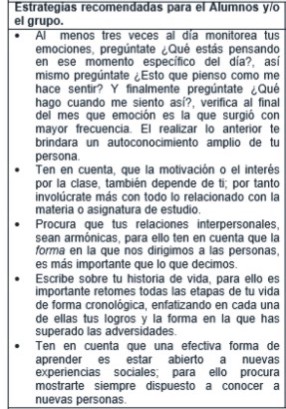 Estrategias recomendadas para el Alumnos y/o
el grupo.
• Al menos tres veces al día monitorea tus
emociones, pregúntate ¿Qué estás pensando
en ese momento específico del día?, así
mismo pregúntate ¿Esto que pienso como me
hace sentir? Y finalmente pregúntate ¿Qué
hago cuando me siento así?, verifica al final
del mes que emoción es la que surgió con
mayor frecuencia. El realizar lo anterior te
brindara un autoconocimiento amplio de tu
persona.
• Ten en cuenta, que la motivación o el interés
por la clase, también depende de ti; por tanto
involúcrate más con todo lo relacionado con la
materia o asignatura de estudio.
• Procura que tus relaciones interpersonales,
sean armónicas, para ello ten en cuenta que la
forma en la que nos dirigimos a las personas,
es más importante que lo que decimos.
• Escribe sobre tu historia de vida, para ello es
importante retomes todas las etapas de tu vida
de forma cronológica, enfatizando en cada una
de ellas tus logros y la forma en la que has
superado las adversidades.
• Ten en cuenta que una efectiva forma de
aprender es estar abierto a nuevas
experiencias sociales; para ello procura
mostrarte siempre dispuesto a conocer a
nuevas personas.